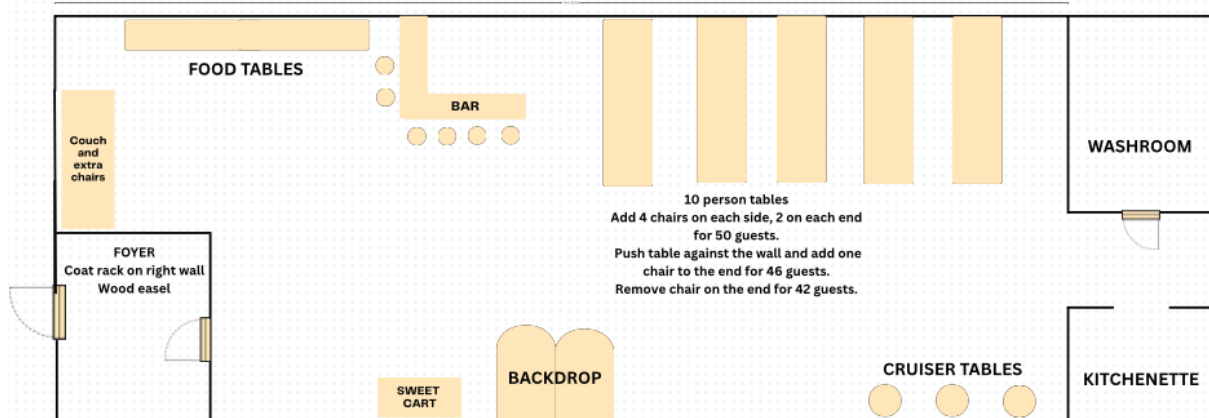 FOOD TABLES
BAR
Couch
and
extra
chairs
WASHROOM
10 person tables
Add 4 chairs on each side, 2 on each end
for 50 guests.
Push table against the wall and add one
chair to the end for 46 guests.
Remove chair on the end for 42 guests.
FOYER
Coat rack on right wall
Wood easel
SWEET
CART
BACKDROP
CRUISER TABLES
KITCHENETTE